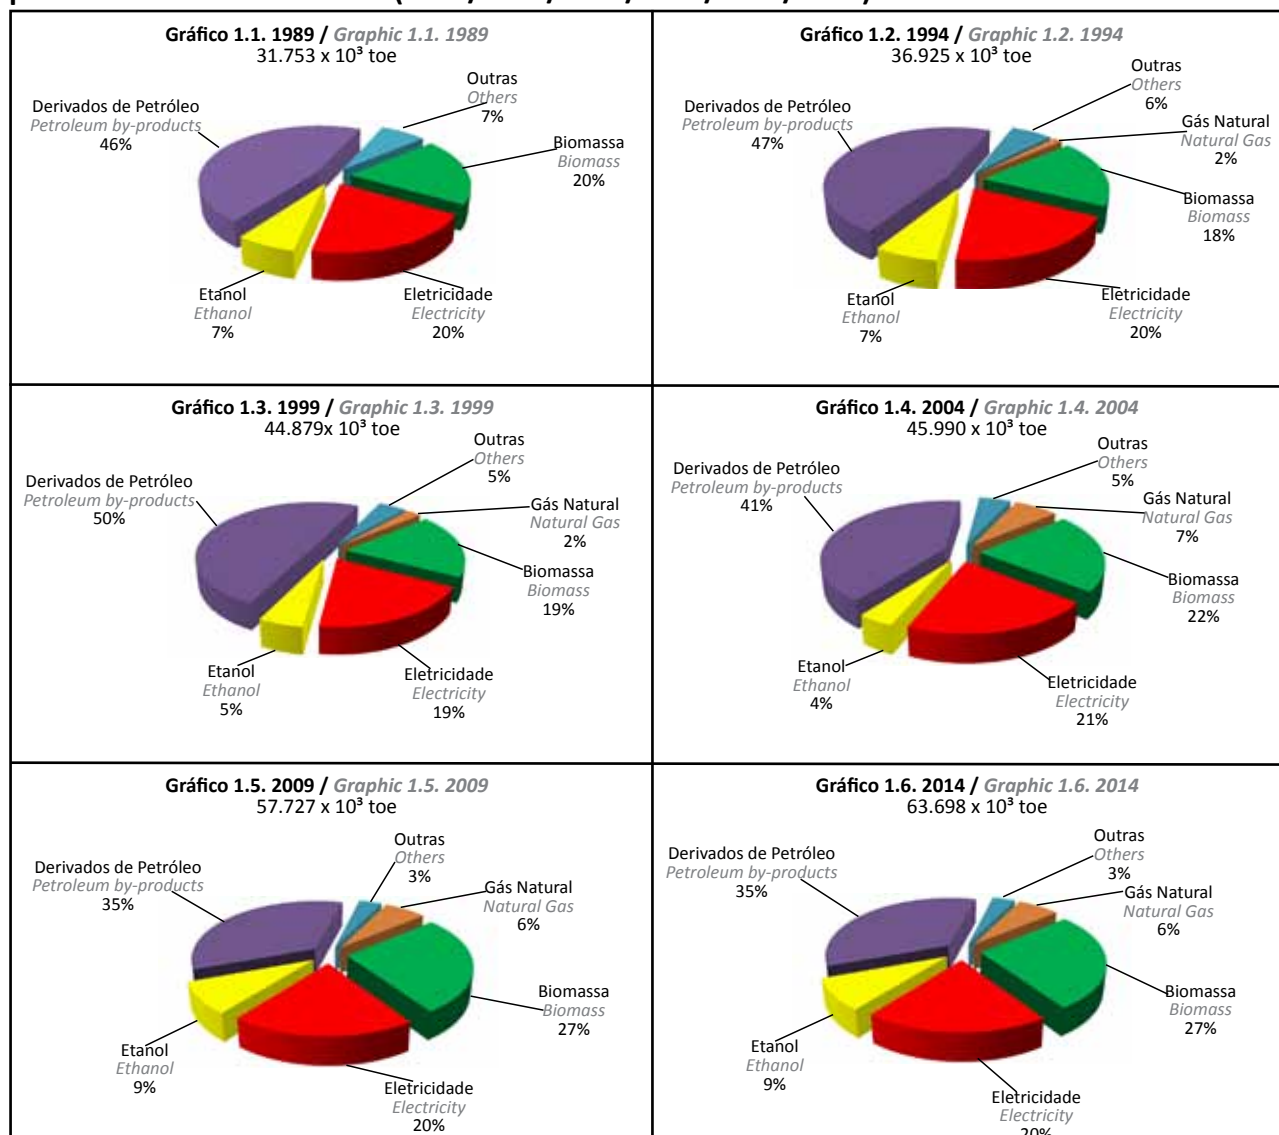 Gráfico 1.1. 1989 / Graphic 1.1. 1989
31.753 x 10³ toe
Outras
Others
7%
Derivados de Petróleo
Petroleum by-products
46%
Biomassa
Biomass
20%
Etanol
Ethanol
7%
Eletricidade
Electricity
20%
Gráfico 1.2. 1994 / Graphic 1.2. 1994
36.925 x 10³ toe
Outras
Others
6%
Derivados de Petróleo
Petroleum by-products
47%
Gás Natural
Natural Gas
2%
Biomassa
Biomass
18%
Etanol
Ethanol
7%
Eletricidade
Electricity
20%
Gráfico 1.3. 1999 / Graphic 1.3. 1999
44.879x 10³ toe
Outras
Others
5%
Derivados de Petróleo
Petroleum by-products
50%
Gás Natural
Natural Gas
2%
Biomassa
Biomass
19%
Etanol
Ethanol
5%
Eletricidade
Electricity
19%
Gráfico 1.4. 2004 / Graphic 1.4. 2004
45.990 x 10³ toe
Outras
Others
5%
Derivados de Petróleo
Petroleum by-products
41%
Gás Natural
Natural Gas
7%
Biomassa
Biomass
22%
Etanol
Ethanol
4%
Eletricidade
Electricity
21%
Gráfico 1.5. 2009 / Graphic 1.5. 2009
57.727 x 10³ toe
Outras
Others
3%
Derivados de Petróleo
Petroleum by-products
35%
Gás Natural
Natural Gas
6%
Biomassa
Biomass
27%
Etanol
Ethanol
9%
Eletricidade
Electricity
20%
Gráfico 1.6. 2014 / Graphic 1.6. 2014
63.698 x 10³ toe
Outras
Others
3%
Derivados de Petróleo
Petroleum by-products
35%
Gás Natural
Natural Gas
6%
Biomassa
Biomass
27%
Etanol
Ethanol
9%
Eletricidade
Electricity
20%